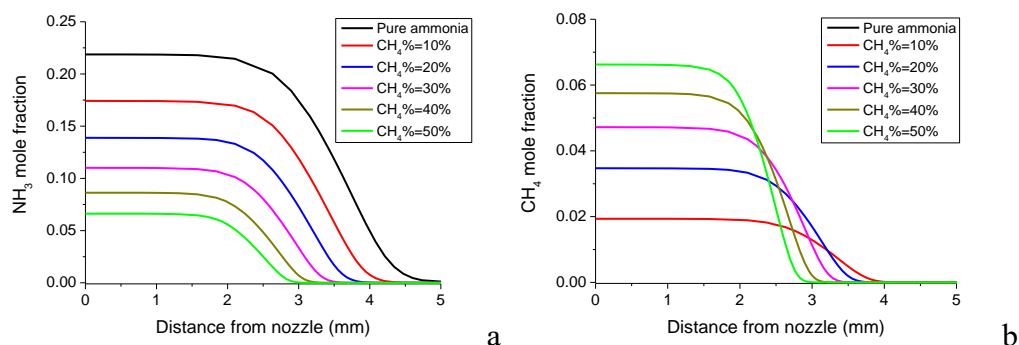 0.25
0.20
0.15
0.10
0.05
0.00
NH₃ mole fraction
0 1 2 3 4 5
Distance from nozzle (mm)
Pure ammonia
CH₄%=10%
CH₄%=20%
CH₄%=30%
CH₄%=40%
CH₄%=50%
a
0.08
0.06
0.04
0.02
0.00
CH₄ mole fraction
0 1 2 3 4 5
Distance from nozzle (mm)
Pure ammonia
CH₄%=10%
CH₄%=20%
CH₄%=30%
CH₄%=40%
CH₄%=50%
b